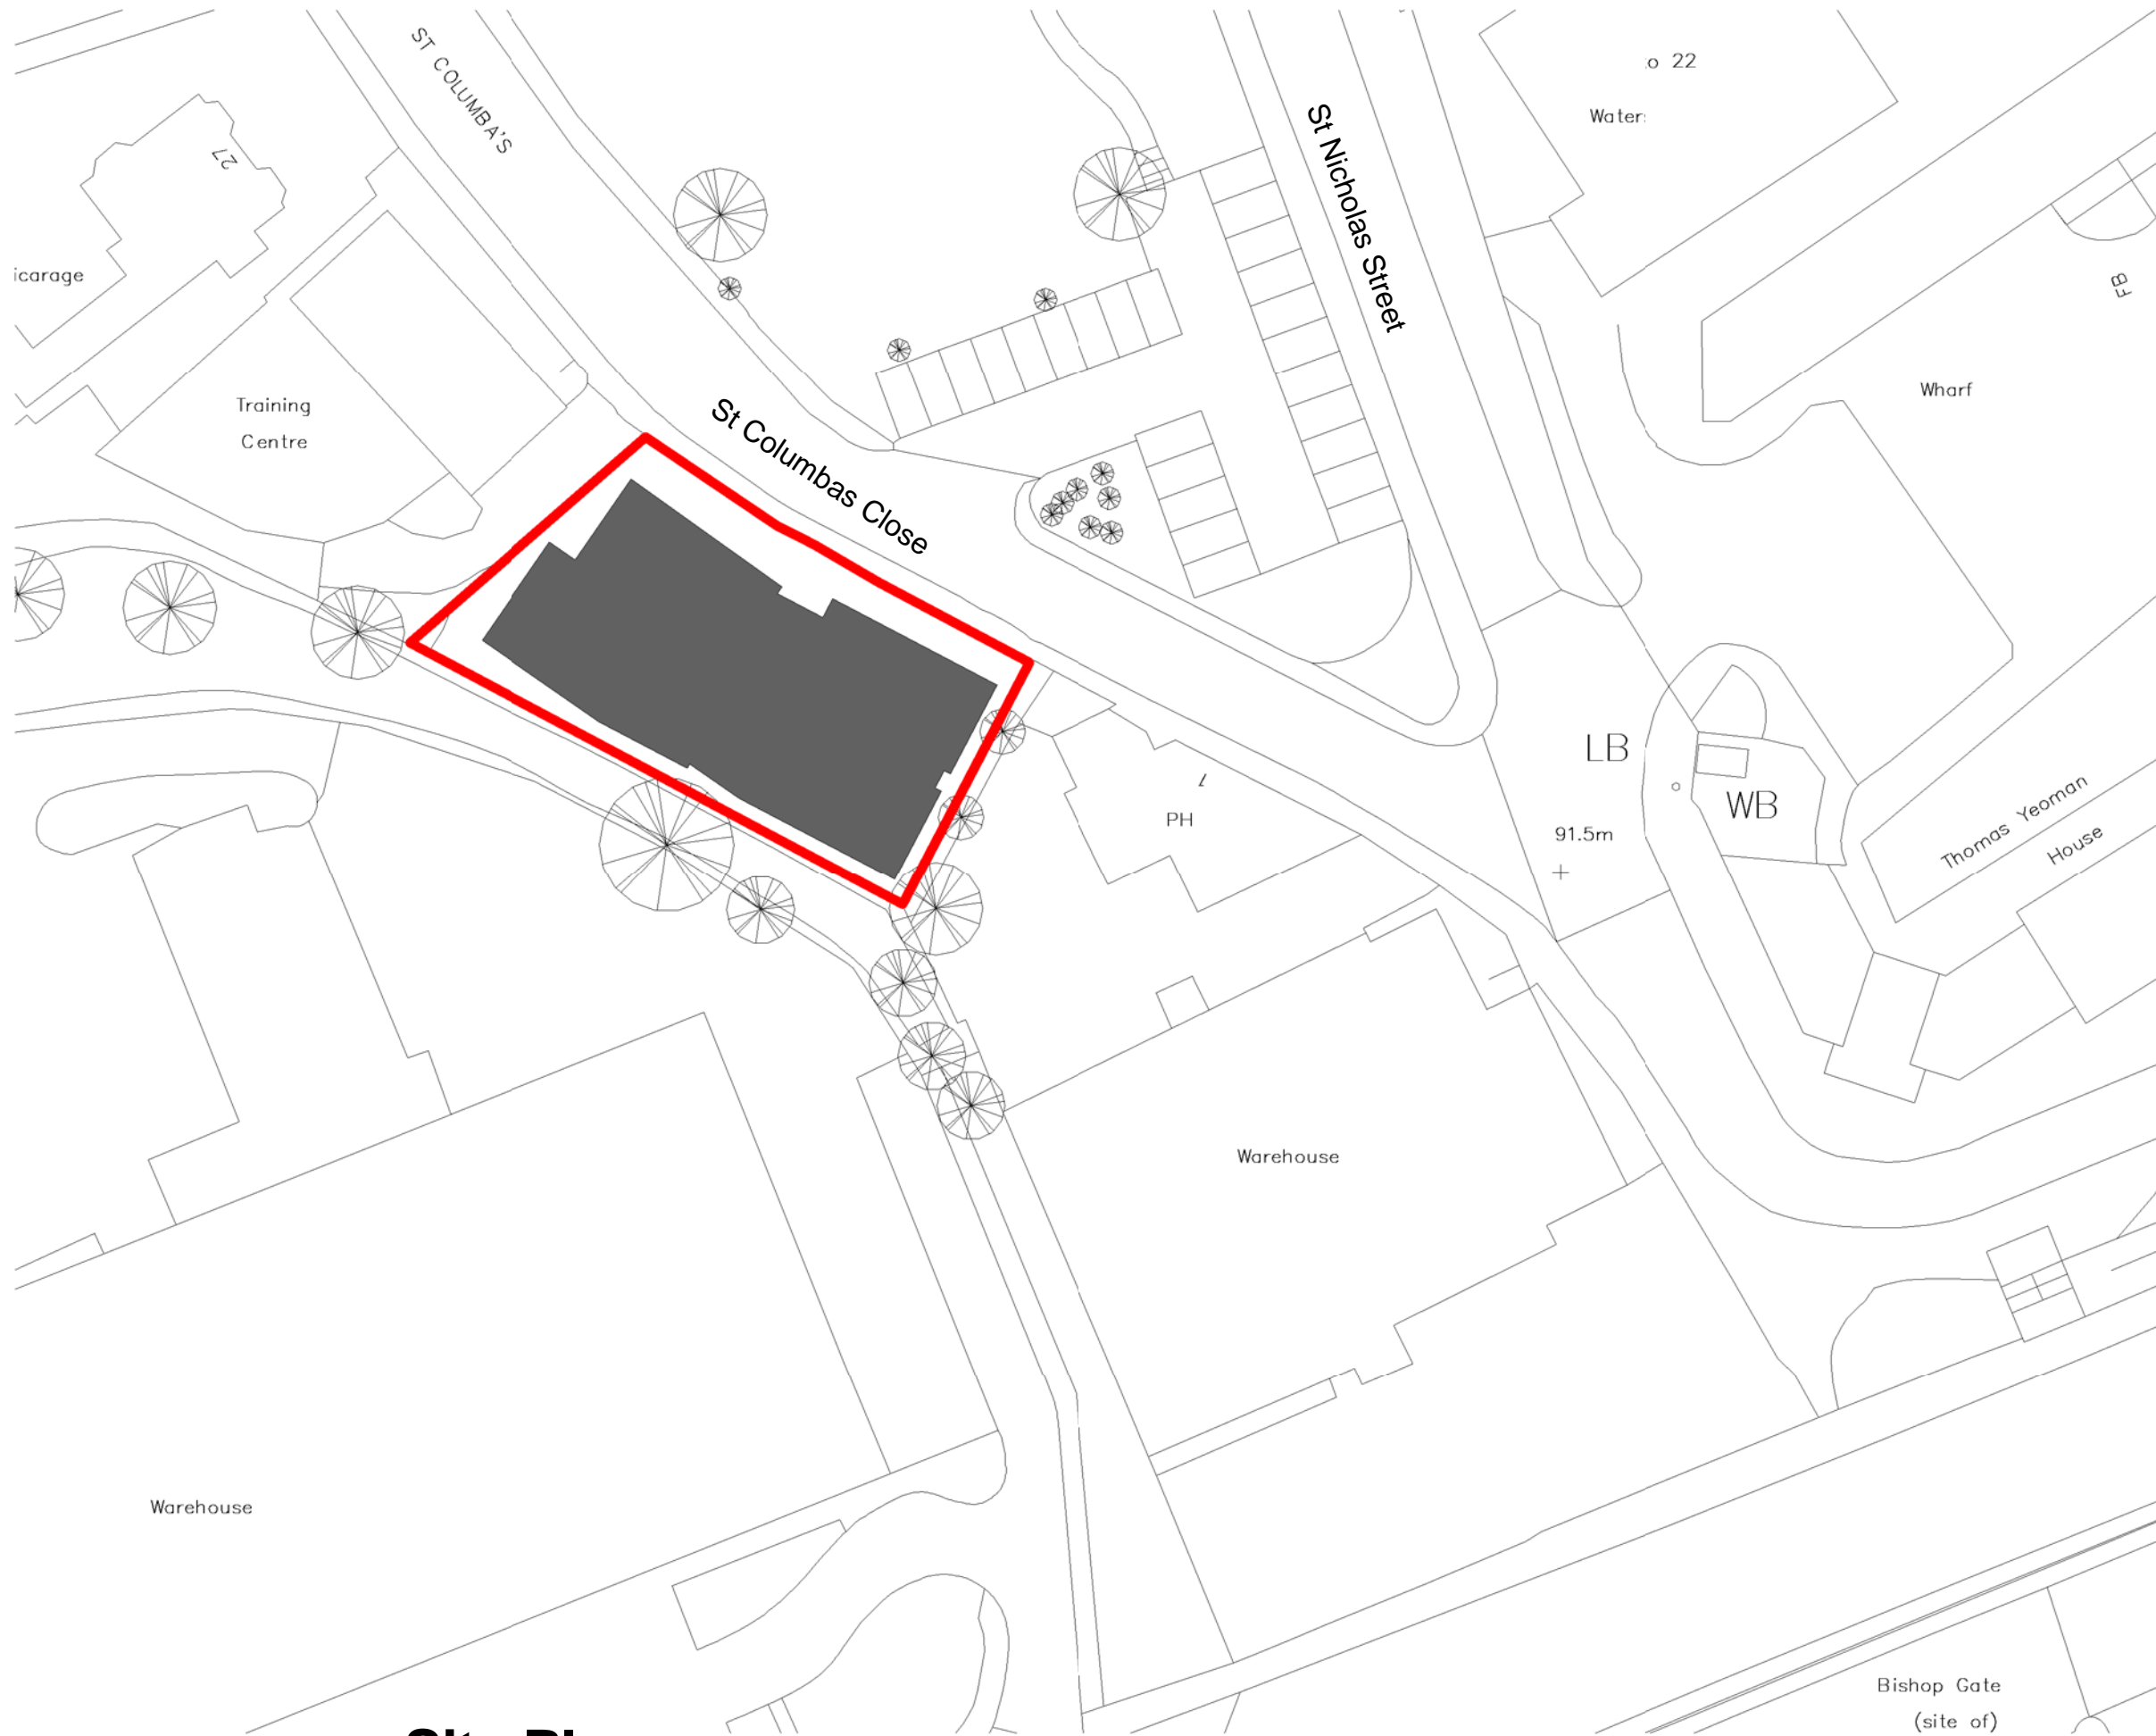 ST COLUMBA'S
St Nicholas Street
22
27
icarage
FB
Training
Centre
Wharf
St Columbas Close
LB
WB
PH
1
91.5m
Thomas Yeoman
House
Warehouse
Warehouse
Bishop Gate
(site of)